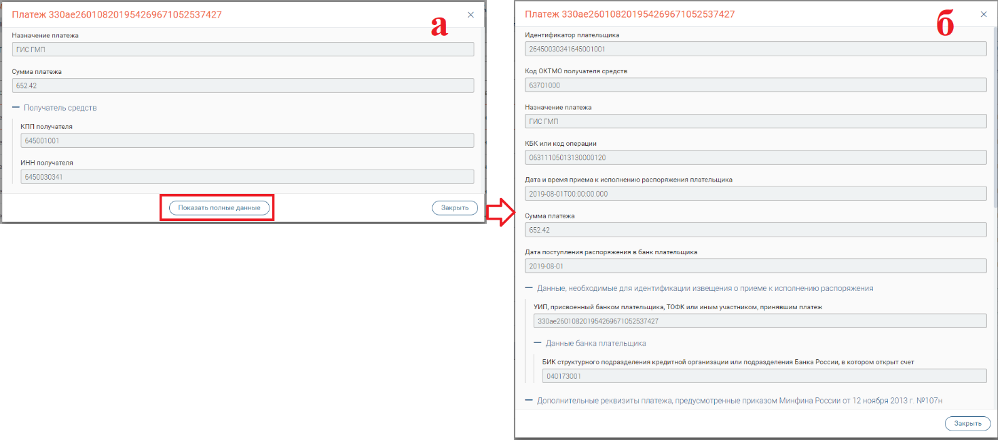 Платеж 330ae26010820195426967105253​7427
а
Назначение платежа
ГИС ГМП
Сумма платежа
652.42
Получатель средств
КПП получателя
645001001
ИНН получателя
6450030341
Показать полные данные
Закрыть
Платеж 330ae260108201954269671052537427
б
Идентификатор плательщика
26450030341645001001
Код ОКТМО получателя средств
63701000
Назначение платежа
ГИС ГМП
КБК или код операции
06311105013130000120
Дата и время приема к исполнению распоряжения плательщика
2019-08-01T00:00:00.000
Сумма платежа
652.42
Дата поступления распоряжения в банк плательщика
2019-08-01
Данные, необходимые для идентификации извещения о приеме к исполнению распоряжения
УИП, присвоенный банком плательщика, ТОФК или иным участником, принявшим платеж
330ae260108201954269671052537427
Данные банка плательщика
БИК структурного подразделения кредитной организации или подразделения Банка России, в котором открыт счет
040173001
Дополнительные реквизиты платежа, предусмотренные приказом Минфина России от 12 ноября 2013 г. №107н
Закрыть